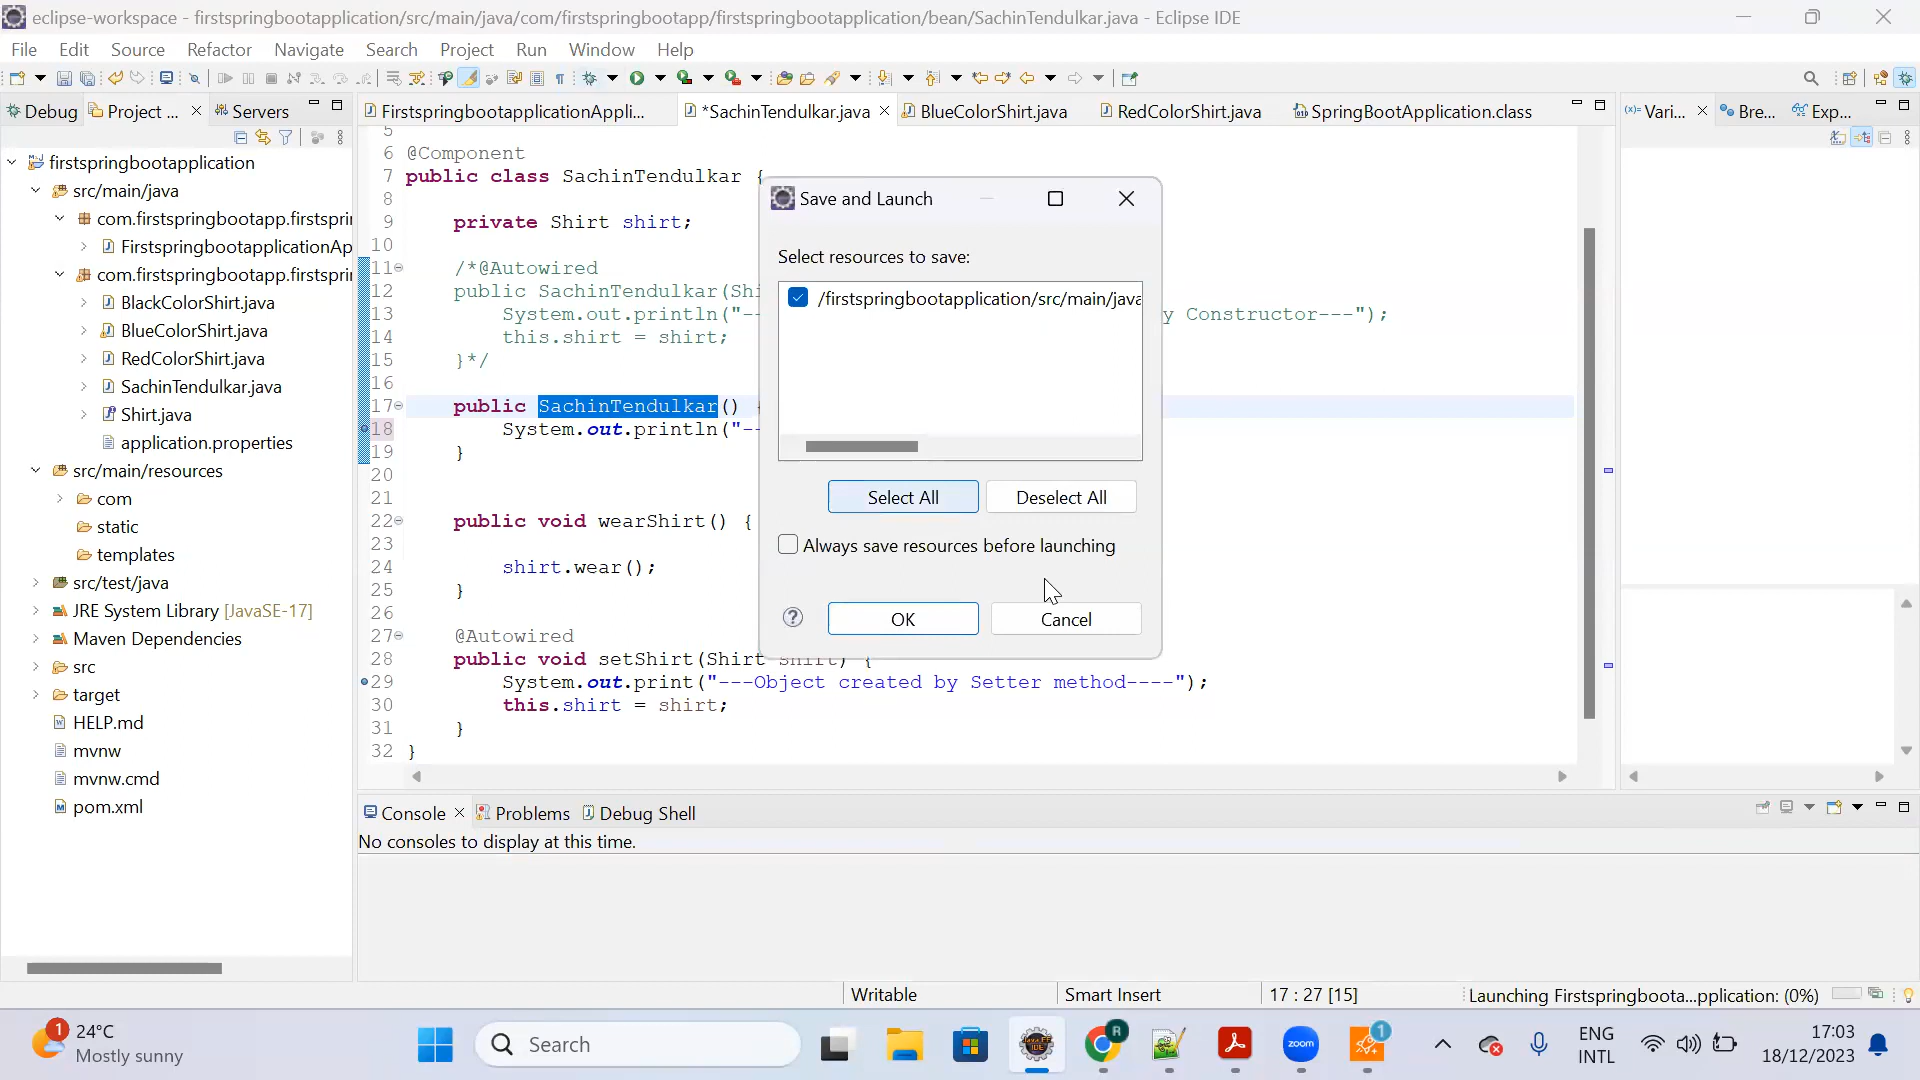 eclipse-workspace - firstspringbootapplication/src/main/java/com/firstspringbootapp/firstspringbootapplication/bean/SachinTendulkar.java - Eclipse IDE
File Edit Source Refactor Navigate Search Project Run Window Help
Debug Project ... Servers
FirstspringbootapplicationAppli... *SachinTendulkar.java BlueColorShirt.java RedColorShirt.java SpringBootApplication.class
Vari... Bre... Exp...
firstspringbootapplication
src/main/java
com.firstspringbootapp.firstspri
FirstspringbootapplicationAp
com.firstspringbootapp.firstspri
BlackColorShirt.java
BlueColorShirt.java
RedColorShirt.java
SachinTendulkar.java
Shirt.java
application.properties
src/main/resources
com
static
templates
src/test/java
JRE System Library [JavaSE-17]
Maven Dependencies
src
target
HELP.md
mvnw
mvnw.cmd
pom.xml
5
6 @Component
7 public class SachinTendulkar {
8
9 private Shirt shirt;
10
11 /*@Autowired
12 public SachinTendulkar(Shi
13 System.out.println("-- y Constructor---");
14 this.shirt = shirt;
15 }*/
16
17 public SachinTendulkar() {
18 System.out.println("--
19 }
20
21
22 public void wearShirt() {
23
24 shirt.wear();
25 }
26
27 @Autowired
28 public void setShirt(Shirt shirt) {
29 System.out.print("---Object created by Setter method----");
30 this.shirt = shirt;
31 }
32 }
Save and Launch
Select resources to save:
/firstspringbootapplication/src/main/java
Select All Deselect All
Always save resources before launching
OK Cancel
Console Problems Debug Shell
No consoles to display at this time.
Writable Smart Insert 17 : 27 [15] Launching Firstspringboota...pplication: (0%)
1 24°C
Mostly sunny
Search
R
JavaEE
IDE
zoom
1
ENG
INTL
17:03
18/12/2023